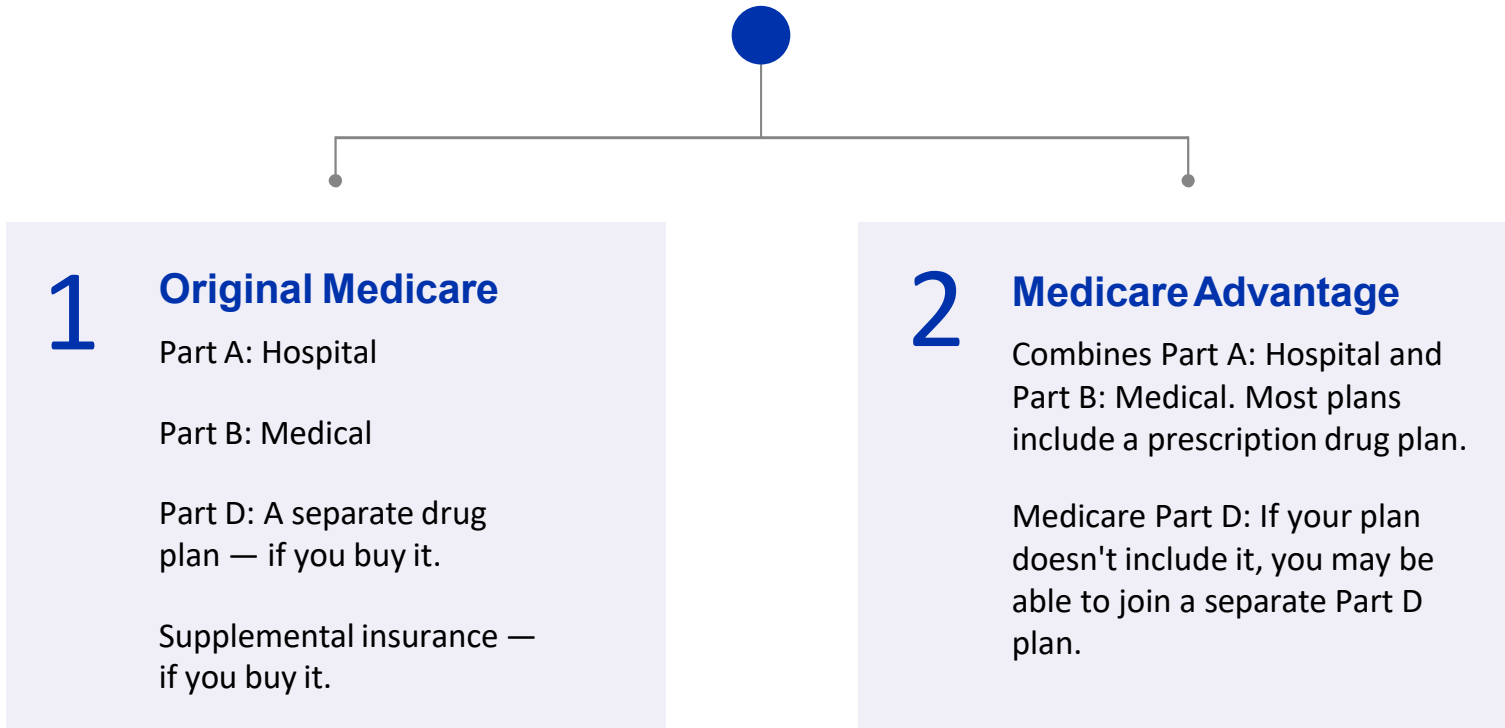 1
Original Medicare
Part A: Hospital
Part B: Medical
Part D: A separate drug
plan — if you buy it.
Supplemental insurance —
if you buy it.
2
Medicare Advantage
Combines Part A: Hospital and
Part B: Medical. Most plans
include a prescription drug plan.
Medicare Part D: If your plan
doesn't include it, you may be
able to join a separate Part D
plan.